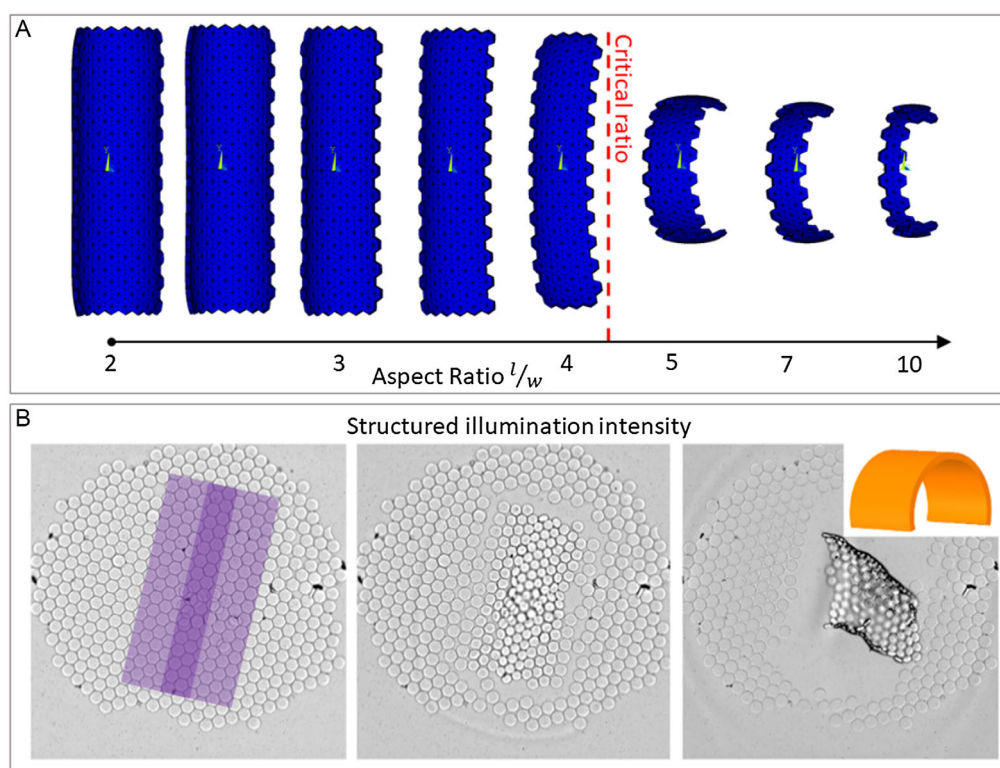 A
Critical ratio
2 3 4 5 7 10
Aspect Ratio l/w
B
Structured illumination intensity